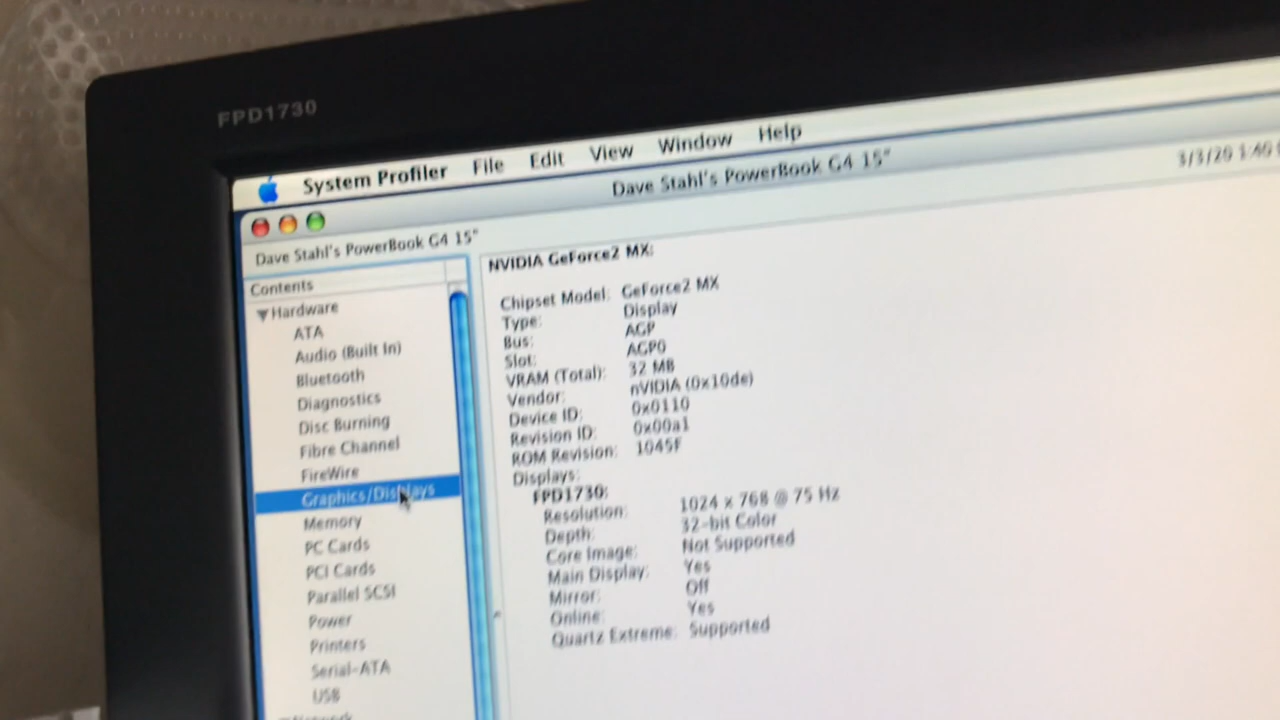 FPD1730
System Profiler File Edit View Window Help
Dave Stahl's PowerBook G4 15"
Dave Stahl's PowerBook G4 15"
Contents
Hardware
ATA
Audio (Built In)
Bluetooth
Diagnostics
Disc Burning
Fibre Channel
FireWire
Graphics/Displays
Memory
PC Cards
PCI Cards
Parallel SCSI
Power
Printers
Serial-ATA
USB
NVIDIA GeForce2 MX:
Chipset Model: GeForce2 MX
Type: Display
Bus: AGP
Slot: AGP0
VRAM (Total): 32 MB
Vendor: nVIDIA (0x10de)
Device ID: 0x0110
Revision ID: 0x00a1
ROM Revision: 1045F
Displays:
FPD1730:
Resolution: 1024 x 768 @ 75 Hz
Depth: 32-bit Color
Core Image: Not Supported
Main Display: Yes
Mirror: Off
Online: Yes
Quartz Extreme: Supported